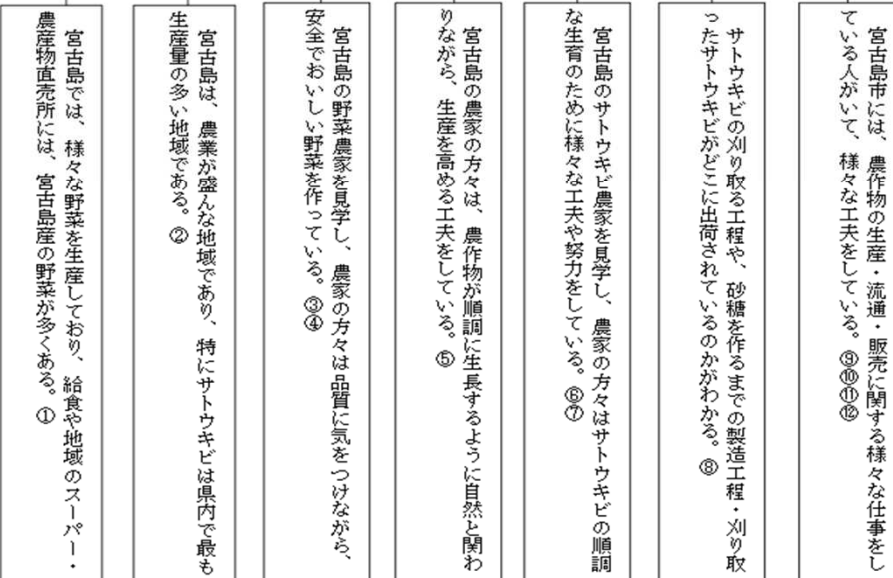 宮古島市には、農作物の生産・流通・販売に関する様々な仕事をし
ている人がいて、様々な工夫をしている。⑨⑩⑪⑫
サトウキビの刈り取る工程や、砂糖を作るまでの製造工程・刈り取
ったサトウキビがどこに出荷されているのかがわかる。⑧
宮古島のサトウキビ農家を見学し、農家の方々はサトウキビの順調
な生育のために様々な工夫や努力をしている。⑥⑦
宮古島の農家の方々は、農作物が順調に生長するように自然と関わ
りながら、生産を高める工夫をしている。⑤
宮古島の野菜農家を見学し、農家の方々は品質に気をつけながら、
安全でおいしい野菜を作っている。③④
宮古島は、農業が盛んな地域であり、特にサトウキビは県内で最も
生産量の多い地域である。②
宮古島では、様々な野菜を生産しており、給食や地域のスーパー・
農産物直売所には、宮古島産の野菜が多くある。①